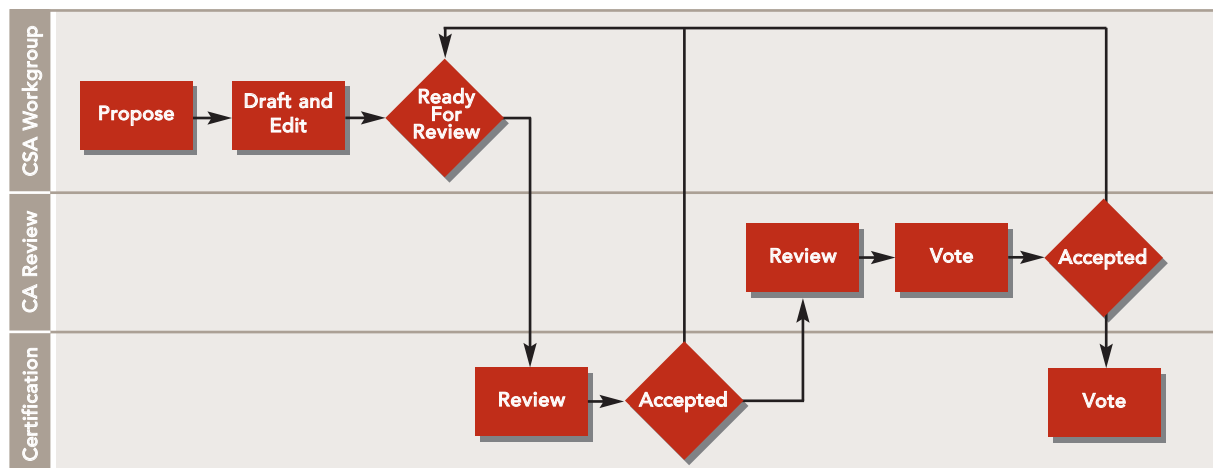 CSA Workgroup
Propose
Draft and
Edit
Ready
For
Review
CA Review
Review
Vote
Accepted
Certification
Review
Accepted
Vote